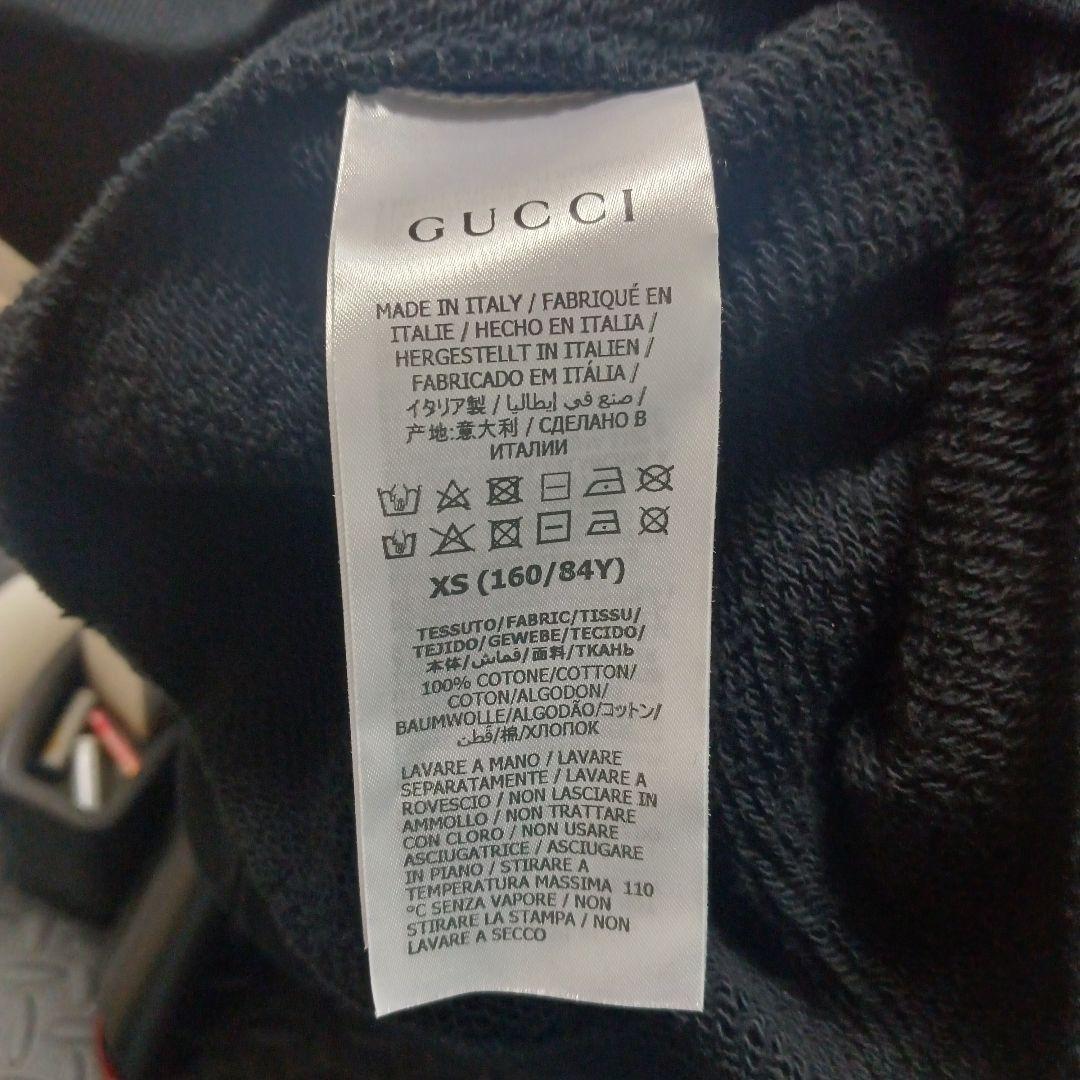 GUCCI
MADE IN ITALY / FABRIQUÉ EN
ITALIE / HECHO EN ITALIA /
HERGESTELLT IN ITALIEN /
FABRICADO EM ITÁLIA /
イタリア製 / صنع في إيطاليا /
产地:意大利 / СДЕЛАНО В
ИТАЛИИ
XS (160/84Y)
TESSUTO/FABRIC/TISSU/
TEJIDO/GEWEBE/TECIDO/
本体/قماش/面料/ТКАНЬ
100% COTONE/COTTON/
COTON/ALGODON/
BAUMWOLLE/ALGODÃO/コットン/
قطن/棉/ХЛОПОК
LAVARE A MANO / LAVARE
SEPARATAMENTE / LAVARE A
ROVESCIO / NON LASCIARE IN
AMMOLLO / NON TRATTARE
CON CLORO / NON USARE
ASCIUGATRICE / ASCIUGARE
IN PIANO / STIRARE A
TEMPERATURA MASSIMA 110
°C SENZA VAPORE / NON
STIRARE LA STAMPA / NON
LAVARE A SECCO